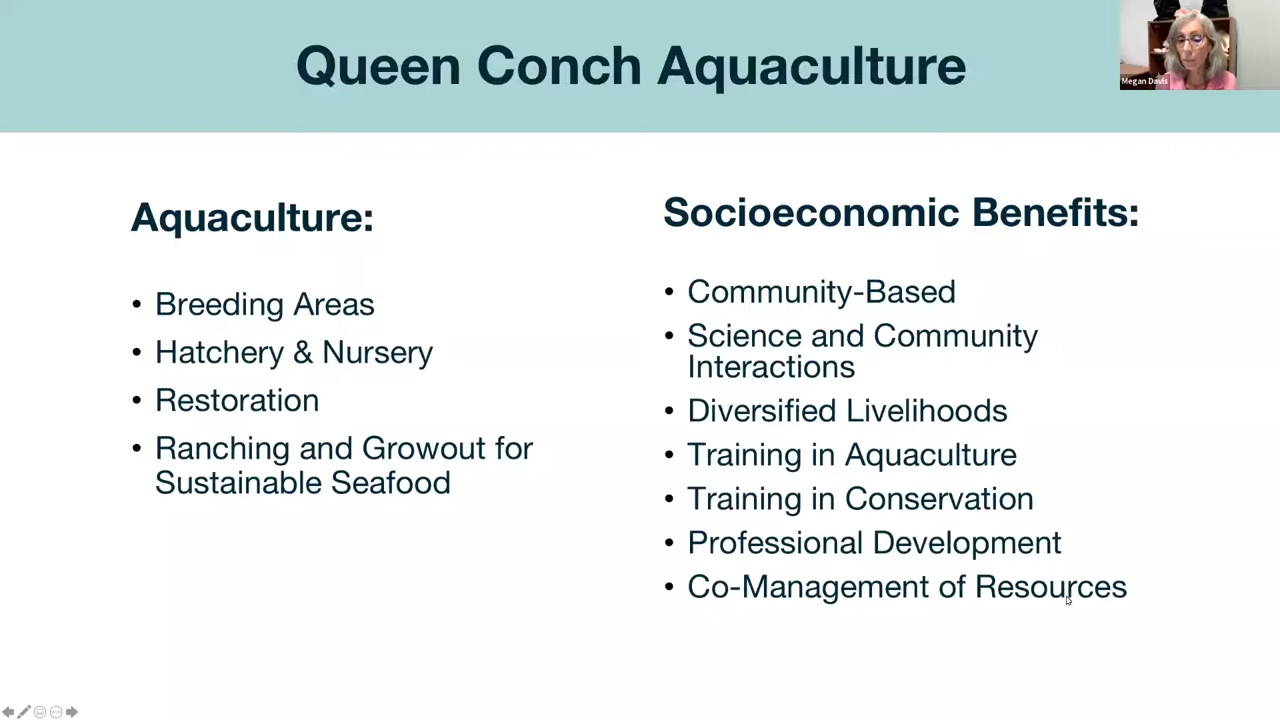 Queen Conch Aquaculture
Megan Davis
Aquaculture:
• Breeding Areas
• Hatchery & Nursery
• Restoration
• Ranching and Growout for
Sustainable Seafood
Socioeconomic Benefits:
• Community-Based
• Science and Community
Interactions
• Diversified Livelihoods
• Training in Aquaculture
• Training in Conservation
• Professional Development
• Co-Management of Resources